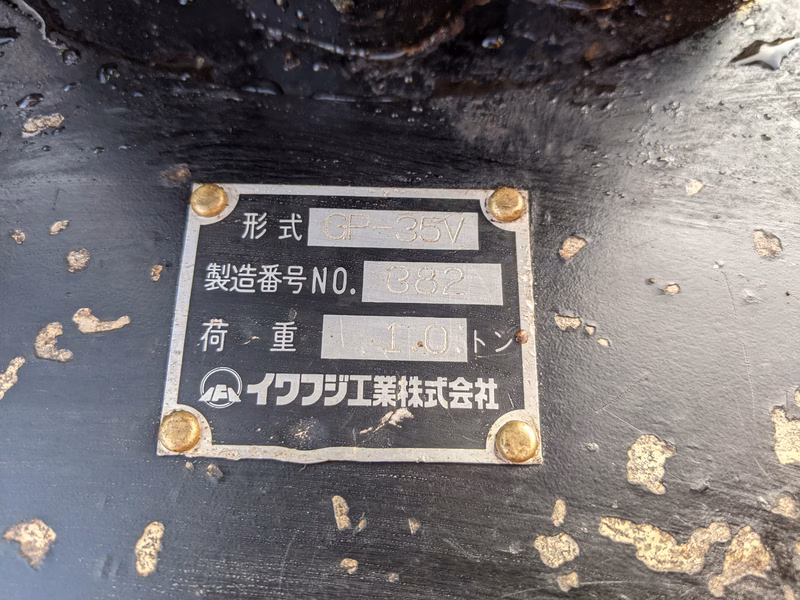 形式 GP-35V
製造番号NO. G82
荷重 1.0 トン
イワフジ工業株式会社